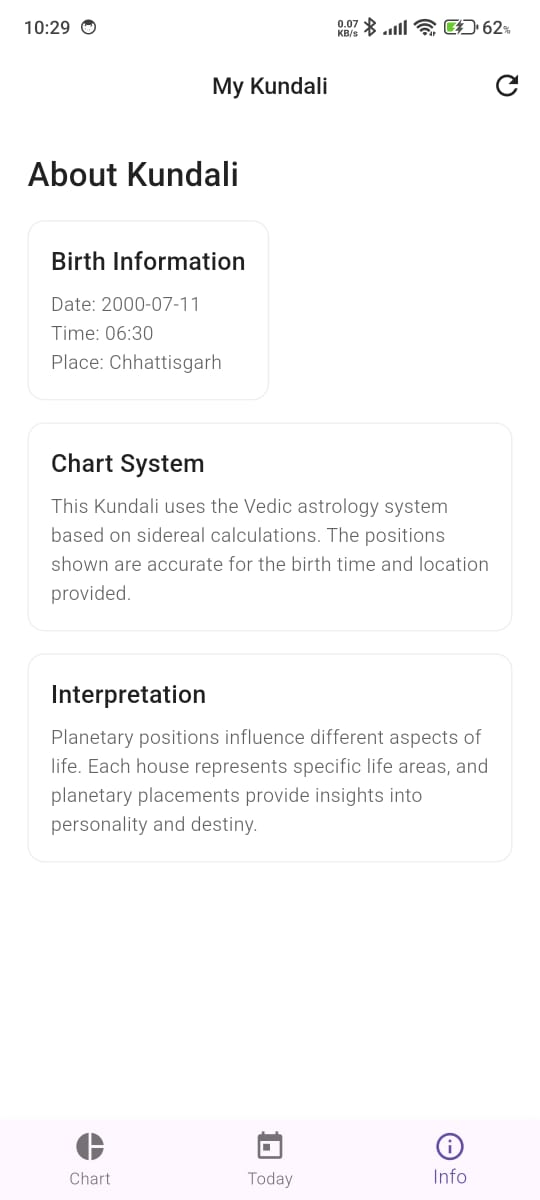 10:29
0.07 KB/s 62%
My Kundali
About Kundali
Birth Information
Date: 2000-07-11
Time: 06:30
Place: Chhattisgarh
Chart System
This Kundali uses the Vedic astrology system
based on sidereal calculations. The positions
shown are accurate for the birth time and location
provided.
Interpretation
Planetary positions influence different aspects of
life. Each house represents specific life areas, and
planetary placements provide insights into
personality and destiny.
Chart
Today
Info